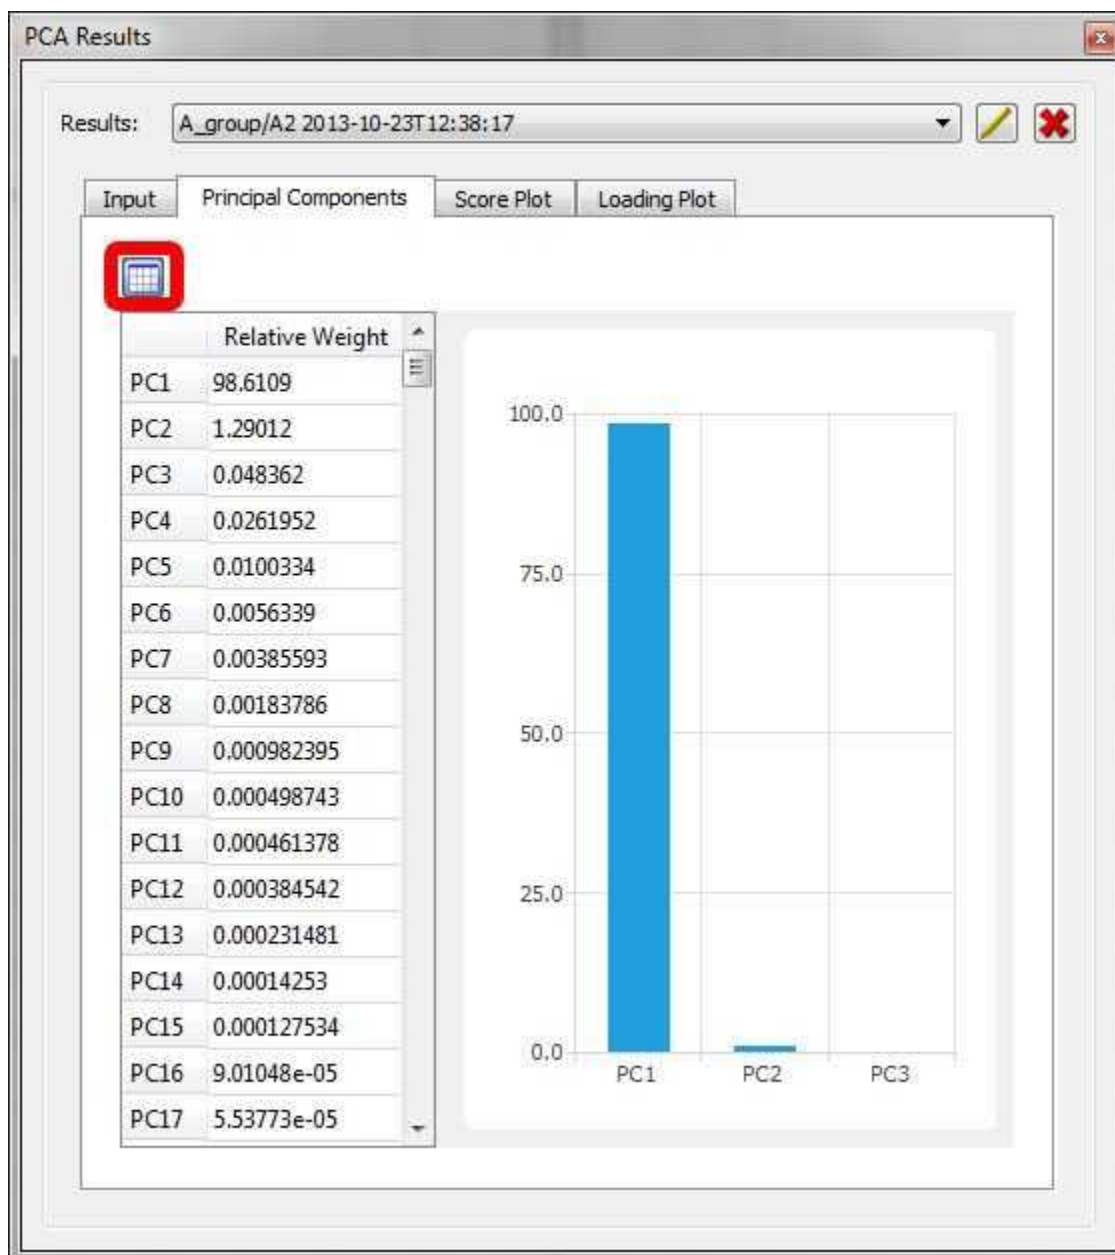 PCA Results
Results: A_group/A2 2013-10-23T12:38:17
Input Principal Components Score Plot Loading Plot
Relative Weight
PC1 98.6109
PC2 1.29012
PC3 0.048362
PC4 0.0261952
PC5 0.0100334
PC6 0.0056339
PC7 0.00385593
PC8 0.00183786
PC9 0.000982395
PC10 0.000498743
PC11 0.000461378
PC12 0.000384542
PC13 0.000231481
PC14 0.00014253
PC15 0.000127534
PC16 9.01048e-05
PC17 5.53773e-05
100.0
75.0
50.0
25.0
0.0
PC1 PC2 PC3